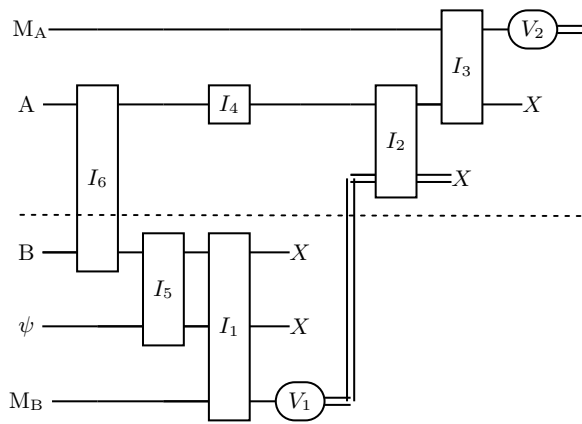 M_A V_2
I_3
A I_4 X
I_2
I_6 X
B X
I_5
ψ I_1 X
M_B V_1